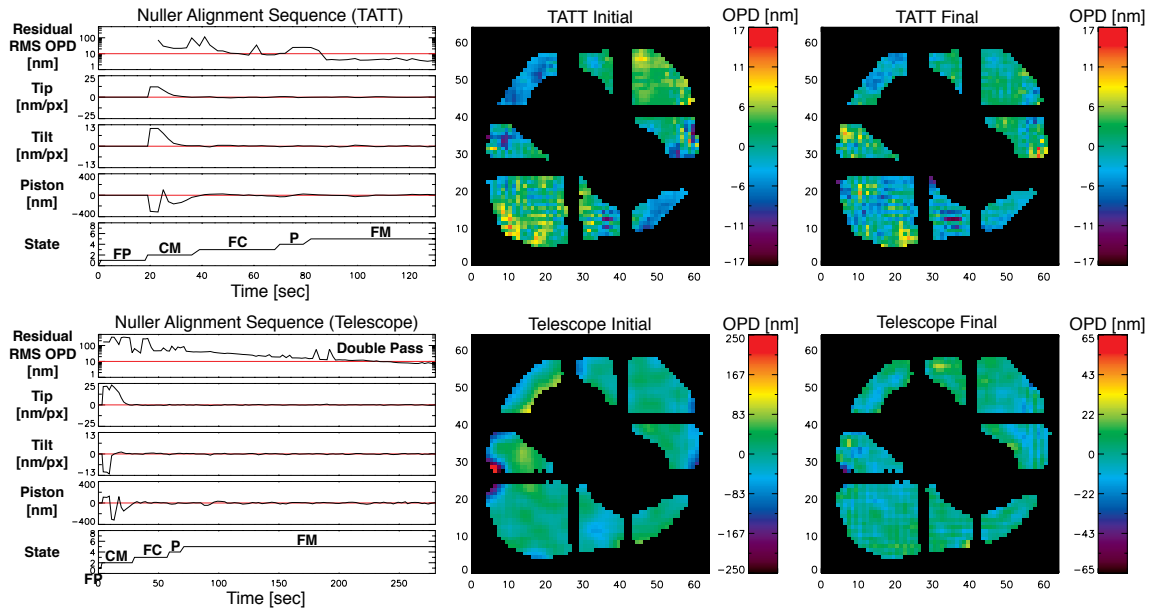 Nuller Alignment Sequence (TATT)
Residual
RMS OPD
[nm]
100
10
1
Tip
[nm/px]
25
0
−25
Tilt
[nm/px]
13
0
−13
Piston
[nm]
400
0
−400
State
8
6
4
2
0
FP
CM
FC
P
FM
0 20 40 60 80 100 120
Time [sec]
TATT Initial
60
50
40
30
20
10
0
0 10 20 30 40 50 60
OPD [nm]
17
11
6
0
−6
−11
−17
TATT Final
60
50
40
30
20
10
0
0 10 20 30 40 50 60
OPD [nm]
17
11
6
0
−6
−11
−17
Nuller Alignment Sequence (Telescope)
Residual
RMS OPD
[nm]
100
10
1
Double Pass
Tip
[nm/px]
25
0
−25
Tilt
[nm/px]
13
0
−13
Piston
[nm]
400
0
−400
State
8
6
4
2
0
FP
CM
FC
P
FM
0 50 100 150 200 250
Time [sec]
Telescope Initial
60
50
40
30
20
10
0
0 10 20 30 40 50 60
OPD [nm]
250
167
83
0
−83
−167
−250
Telescope Final
60
50
40
30
20
10
0
0 10 20 30 40 50 60
OPD [nm]
65
43
22
0
−22
−43
−65